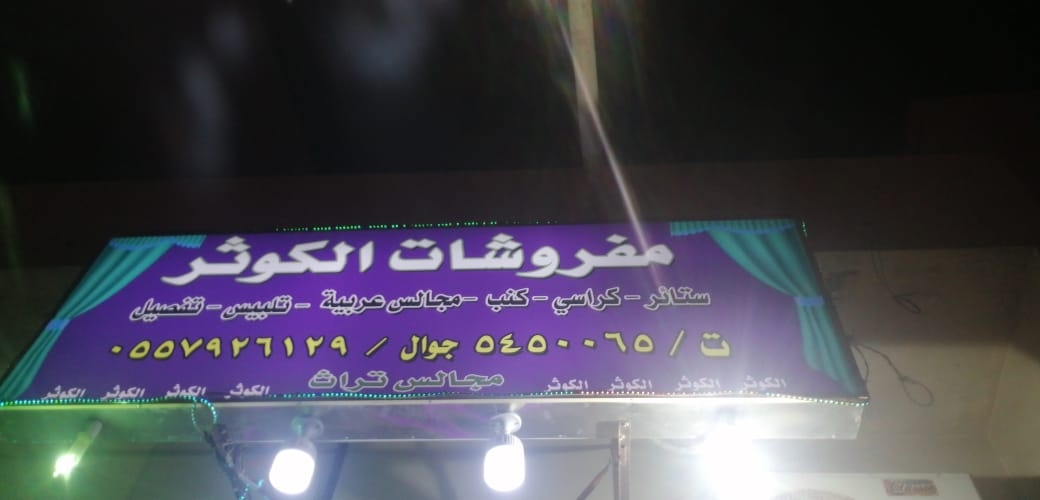 مفروشات الكوثر
ستائر - كراسي - كنب - مجالس عربية - تلبيس - تفصيل
ت / ٥٤٥٠٠٦٥ جوال / ٠٥٥٧٩٢٦١٢٩
الكوثر الكوثر الكوثر الكوثر مجالس تراث الكوثر الكوثر الكوثر الكوثر